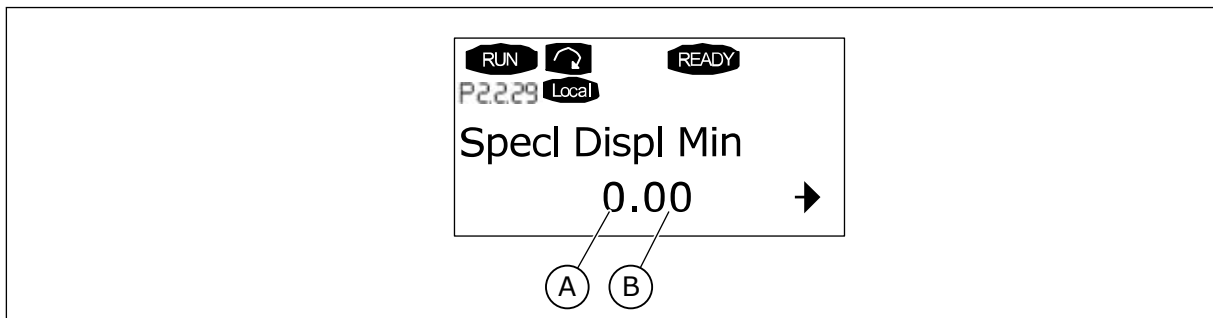 RUN READY
P2.2.29 Local
Specl Displ Min
0.00
A B